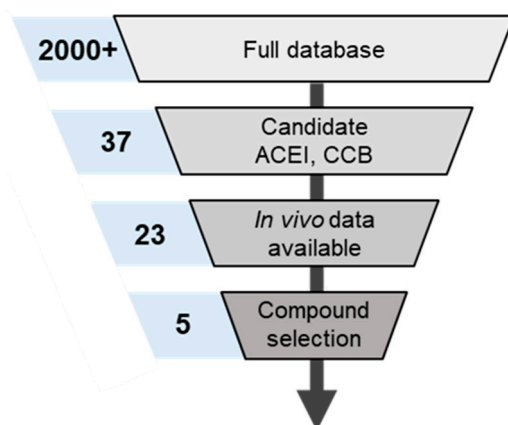 2000+ Full database
37 Candidate
ACEI, CCB
23 In vivo data
available
5 Compound
selection